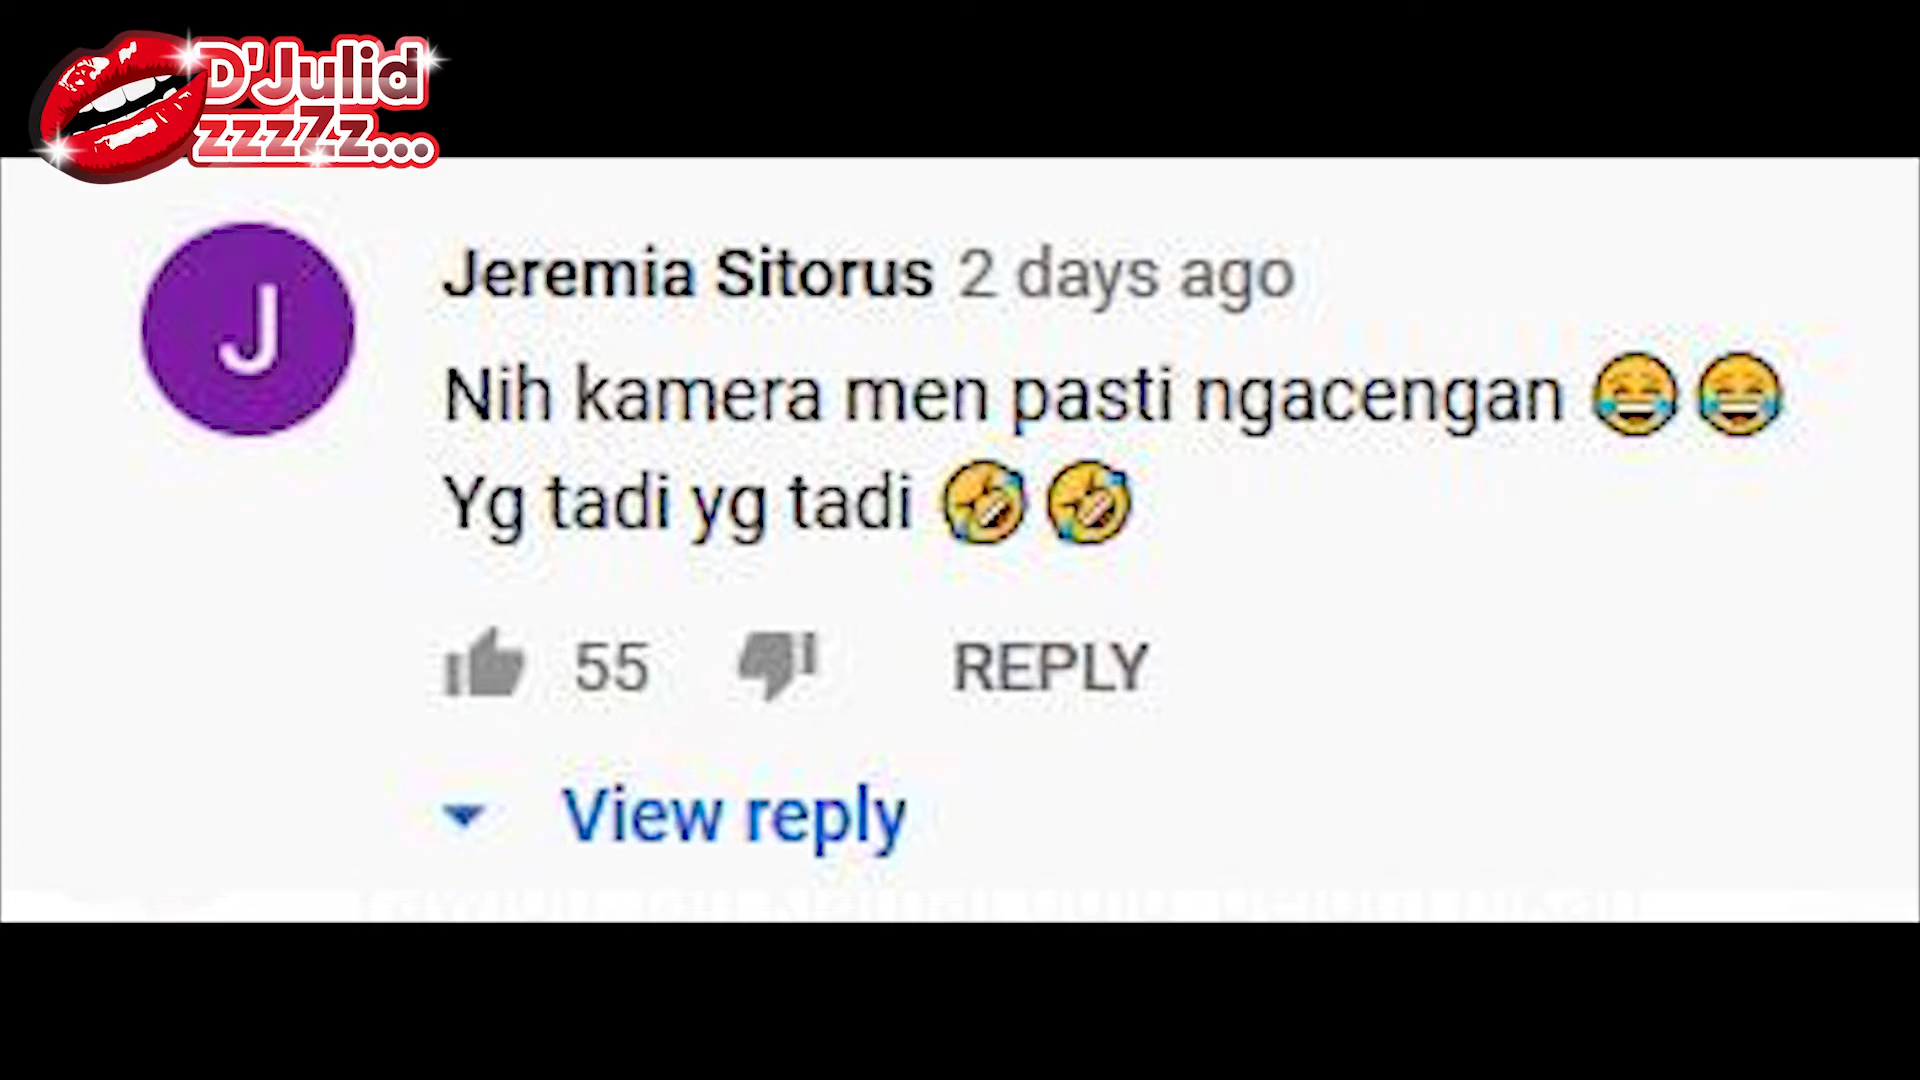 D'Julid
zzzZz...
J
Jeremia Sitorus 2 days ago
Nih kamera men pasti ngacengan 😂😂
Yg tadi yg tadi 🤣🤣
55 REPLY
View reply